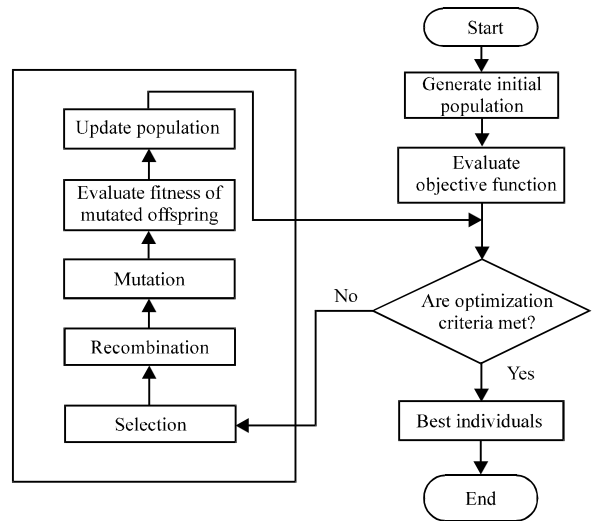 Start
Generate initial
population
Evaluate
objective function
Are optimization
criteria met?
No
Yes
Best individuals
End
Update population
Evaluate fitness of
mutated offspring
Mutation
Recombination
Selection